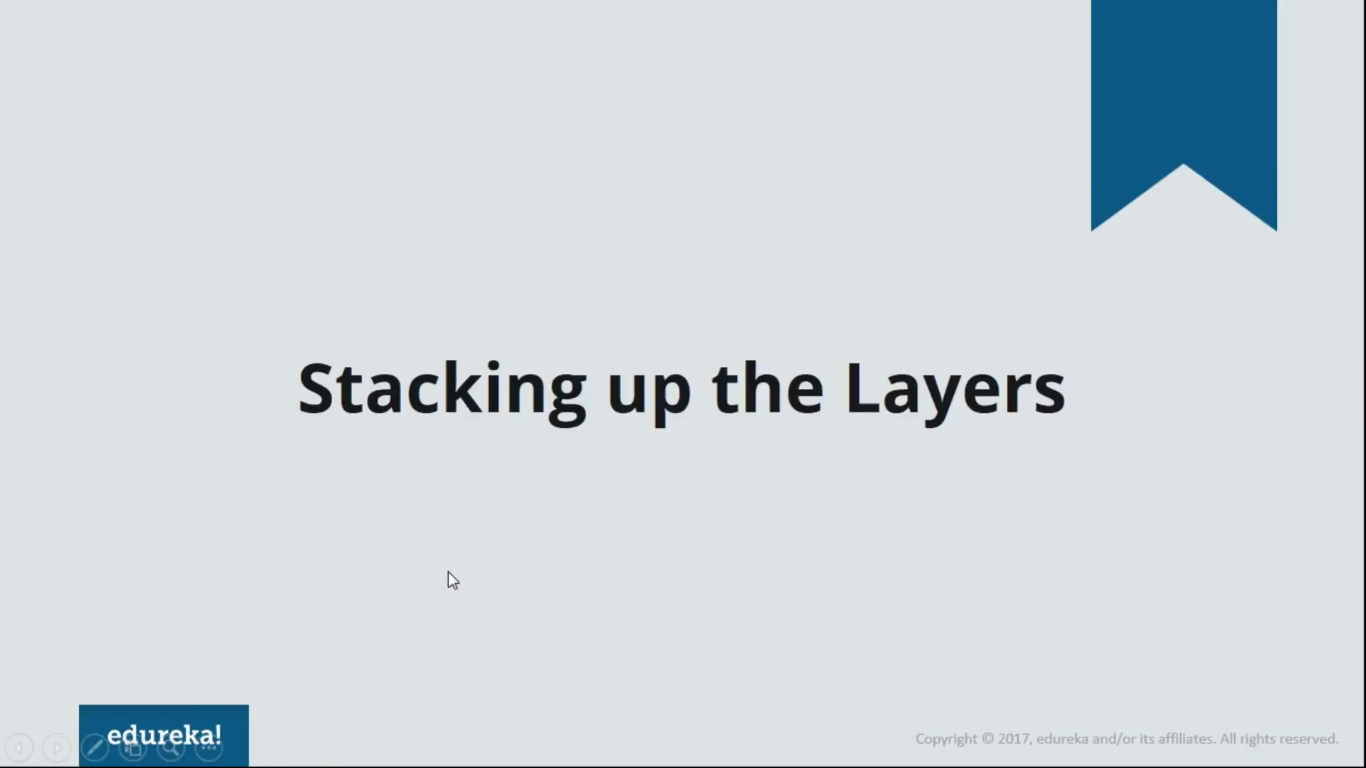 Stacking up the Layers
edureka!
Copyright © 2017, edureka and/or its affiliates. All rights reserved.